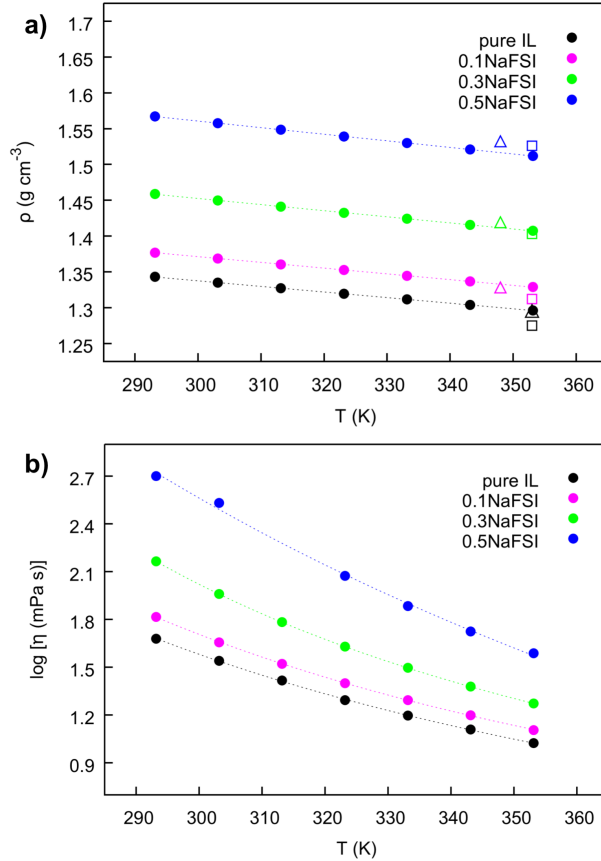 a)
1.7
1.6
1.55
1.5
1.45
1.4
1.35
1.3
1.25
ρ (g cm⁻³)
pure IL
0.1NaFSI
0.3NaFSI
0.5NaFSI
290 300 310 320 330 340 350 360
T (K)
b)
2.7
2.4
2.1
1.8
1.5
1.2
0.9
log [η (mPa s)]
pure IL
0.1NaFSI
0.3NaFSI
0.5NaFSI
290 300 310 320 330 340 350 360
T (K)